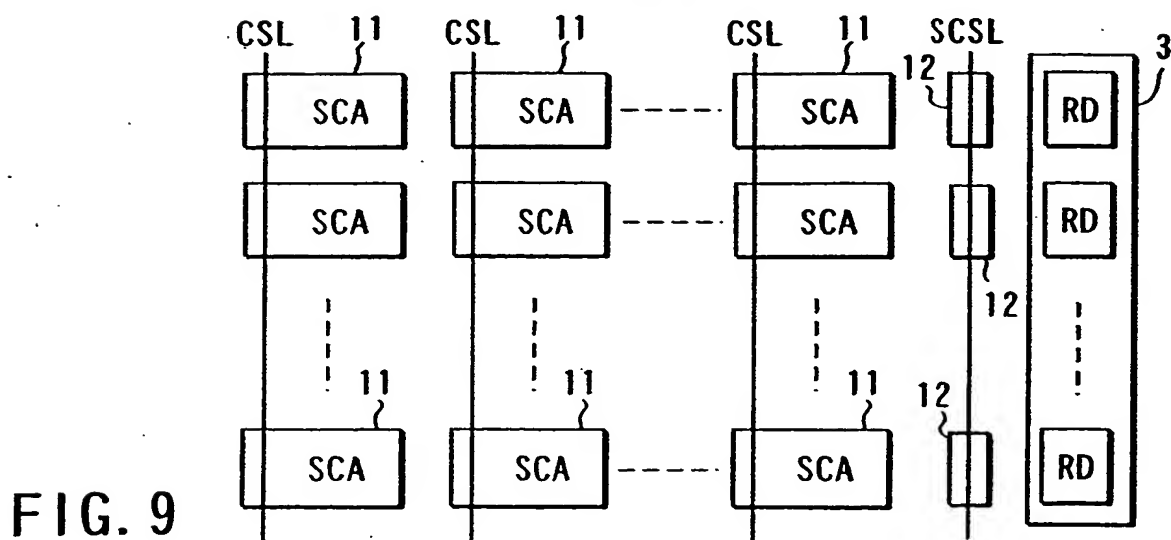 CSL 11 CSL 11 CSL 11 SCSL 3
12
SCA SCA SCA RD
SCA SCA SCA RD
12
11 11 11 12
SCA SCA SCA RD
FIG. 9